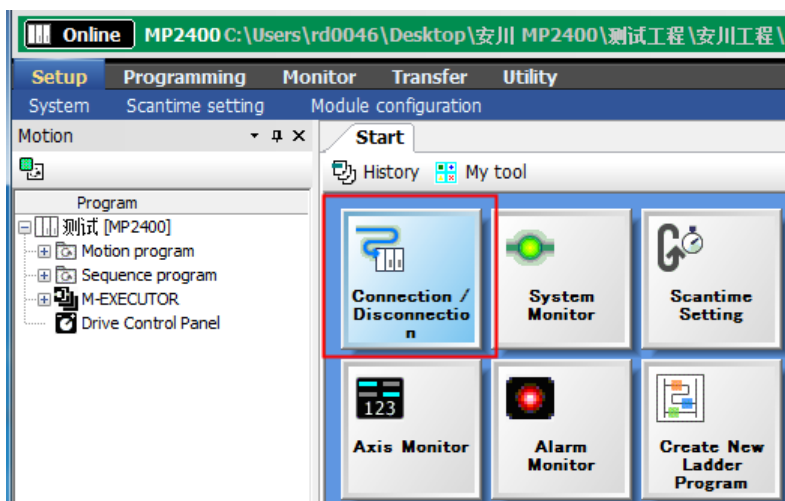 Online MP2400 C:\Users\rd0046\Desktop\安川 MP2400\测试工程\安川工程\
Setup Programming Monitor Transfer Utility
System Scantime setting Module configuration
Motion
Start
History My tool
Program
测试 [MP2400]
Motion program
Sequence program
M-EXECUTOR
Drive Control Panel
Connection /
Disconnectio
n
System
Monitor
Scantime
Setting
123
Axis Monitor
Alarm
Monitor
Create New
Ladder
Program